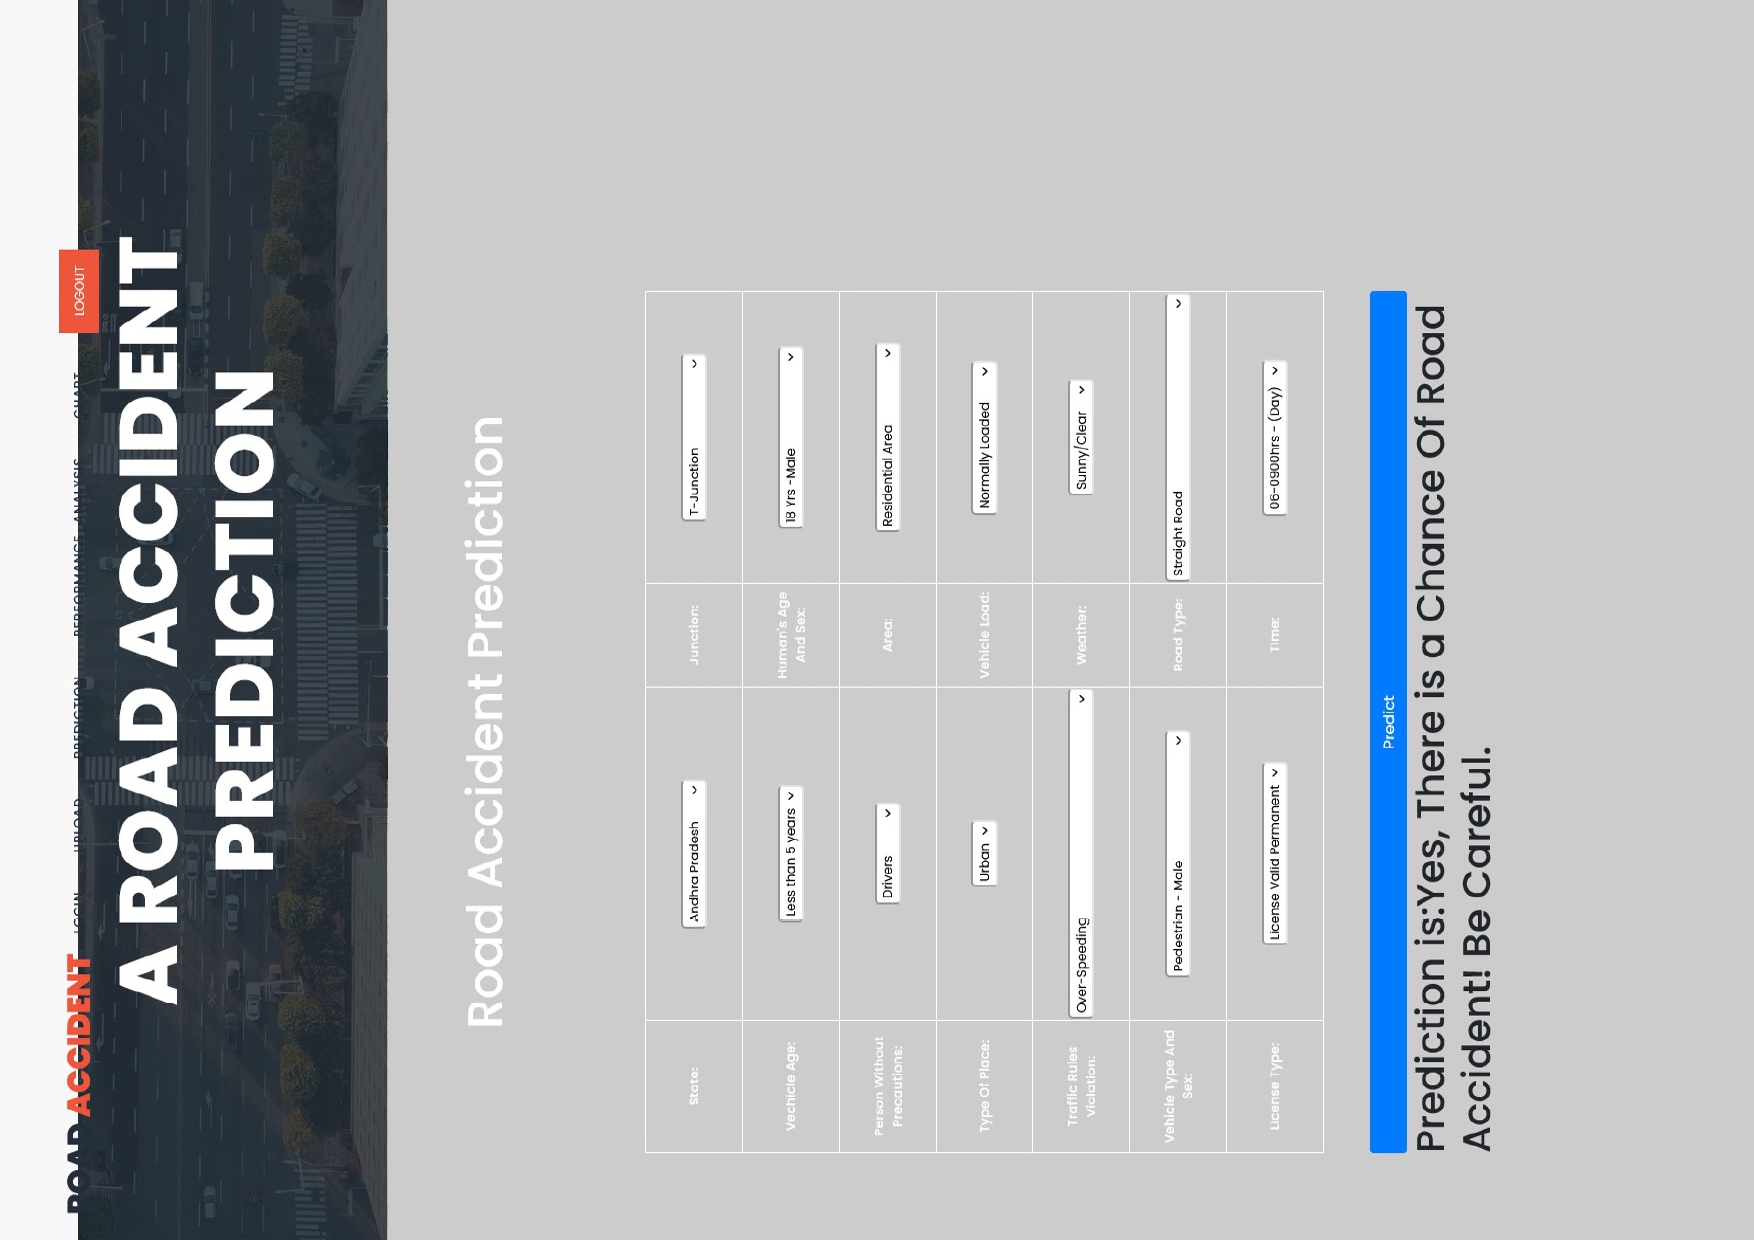 ROAD ACCIDENT LOGIN UPLOAD PREDICTION PERFORMANCE_ANALYSIS CHART LOGOUT
A ROAD ACCIDENT
PREDICTION
Road Accident Prediction
State: Andhra Pradesh Junction: T-Junction
Vechicle Age: Less than 5 years Human's Age And Sex: 18 Yrs -Male
Person Without Precautions: Drivers Area: Residential Area
Type Of Place: Urban Vehicle Load: Normally Loaded
Traffic Rules Violation: Over-Speeding Weather: Sunny/Clear
Vehicle Type And Sex: Pedestrian - Male Road Type: Straight Road
License Type: License Valid Permanent Time: 06-0900hrs - (Day)
Predict
Prediction is:Yes, There is a Chance Of Road
Accident! Be Careful.